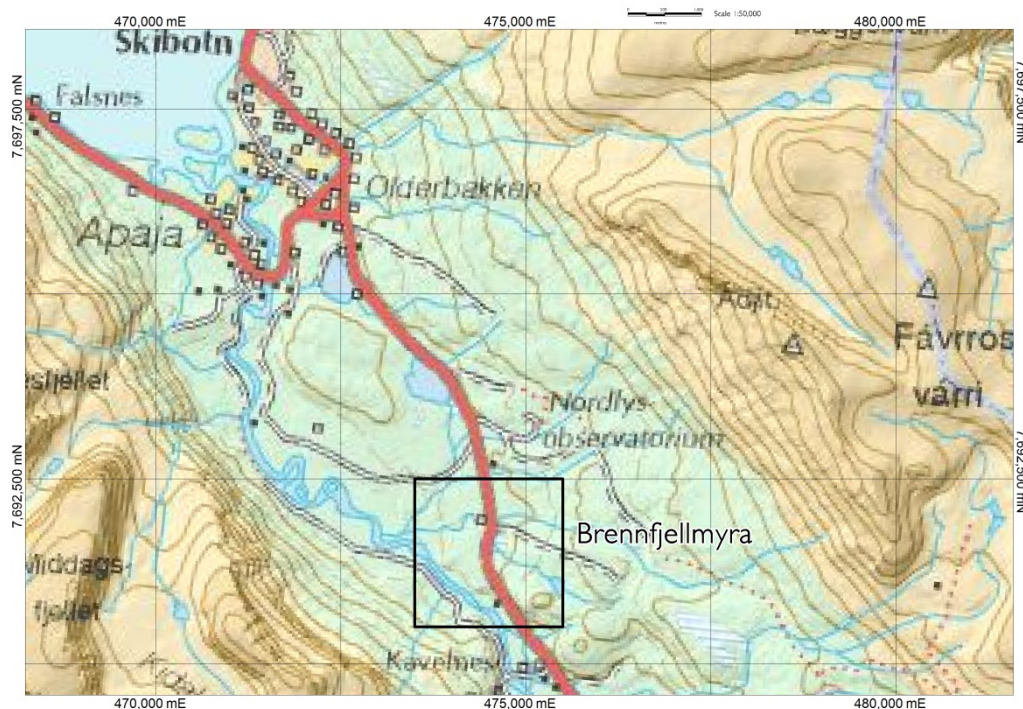 470,000 mE
475,000 mE
480,000 mE
Scale 1:50,000
Skibotn
Falsnes
7,697,500 mN
7,697,500 mN
Olderbakken
Apaja
Fávrros
várri
Nordlys-
observatorium
7,692,500 mN
7,692,500 mN
Brennfjellmyra
Middags-
fjellet
Kavelnes
470,000 mE
475,000 mE
480,000 mE